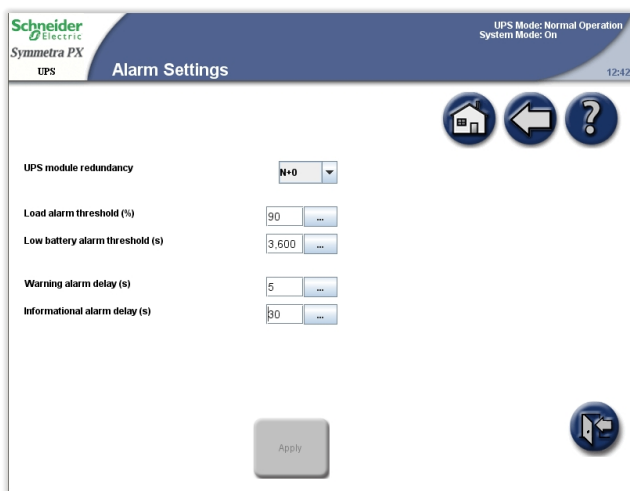 Schneider
Electric
Symmetra PX
UPS
Alarm Settings
UPS Mode: Normal Operation
System Mode: On
12:42
?
UPS module redundancy
N+0
Load alarm threshold (%)
90
...
Low battery alarm threshold (s)
3,600
...
Warning alarm delay (s)
5
...
Informational alarm delay (s)
30
...
Apply